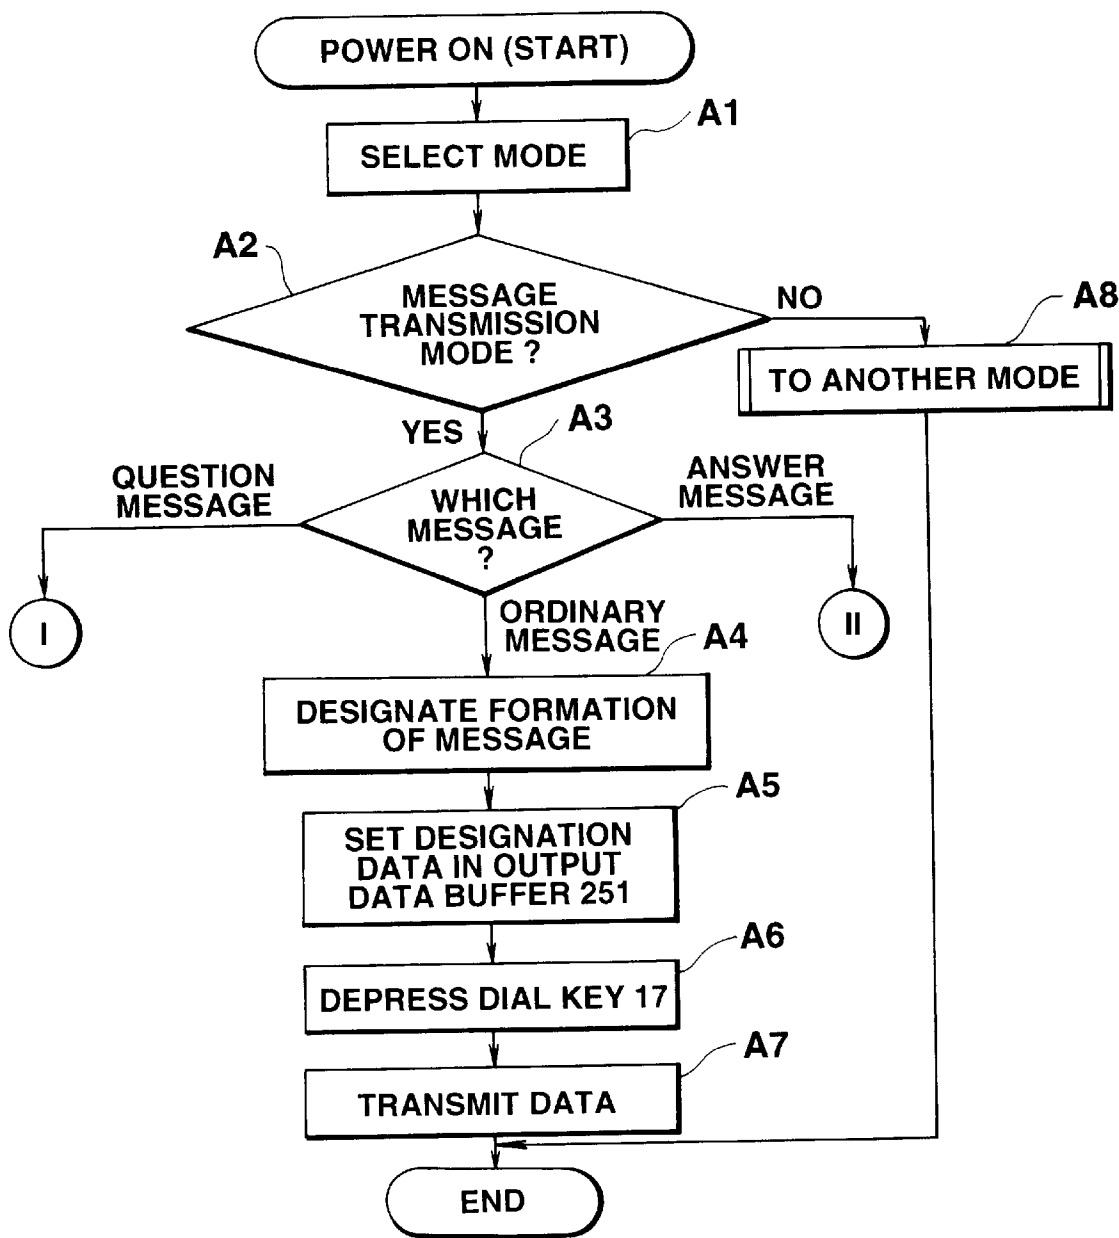 POWER ON (START)
A1
SELECT MODE
A2
MESSAGE
TRANSMISSION
MODE ?
NO
A8
TO ANOTHER MODE
YES
A3
QUESTION
MESSAGE
WHICH
MESSAGE
?
ANSWER
MESSAGE
I
II
ORDINARY
MESSAGE
A4
DESIGNATE FORMATION
OF MESSAGE
A5
SET DESIGNATION
DATA IN OUTPUT
DATA BUFFER 251
A6
DEPRESS DIAL KEY 17
A7
TRANSMIT DATA
END